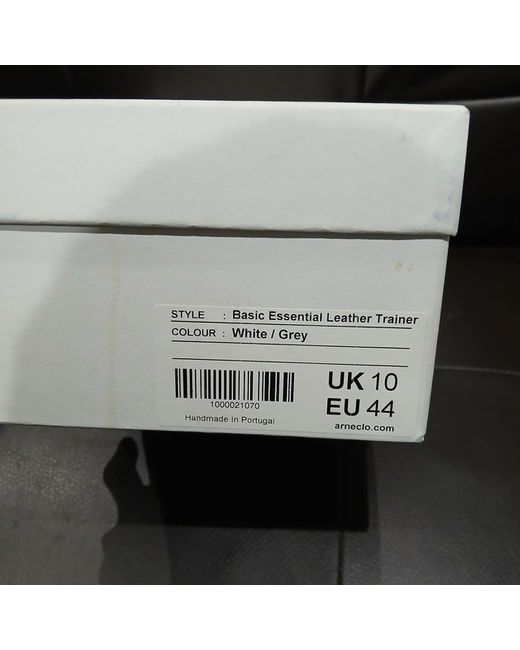 STYLE : Basic Essential Leather Trainer
COLOUR : White / Grey
UK 10
EU 44
1000021070
Handmade In Portugal
arneclo.com